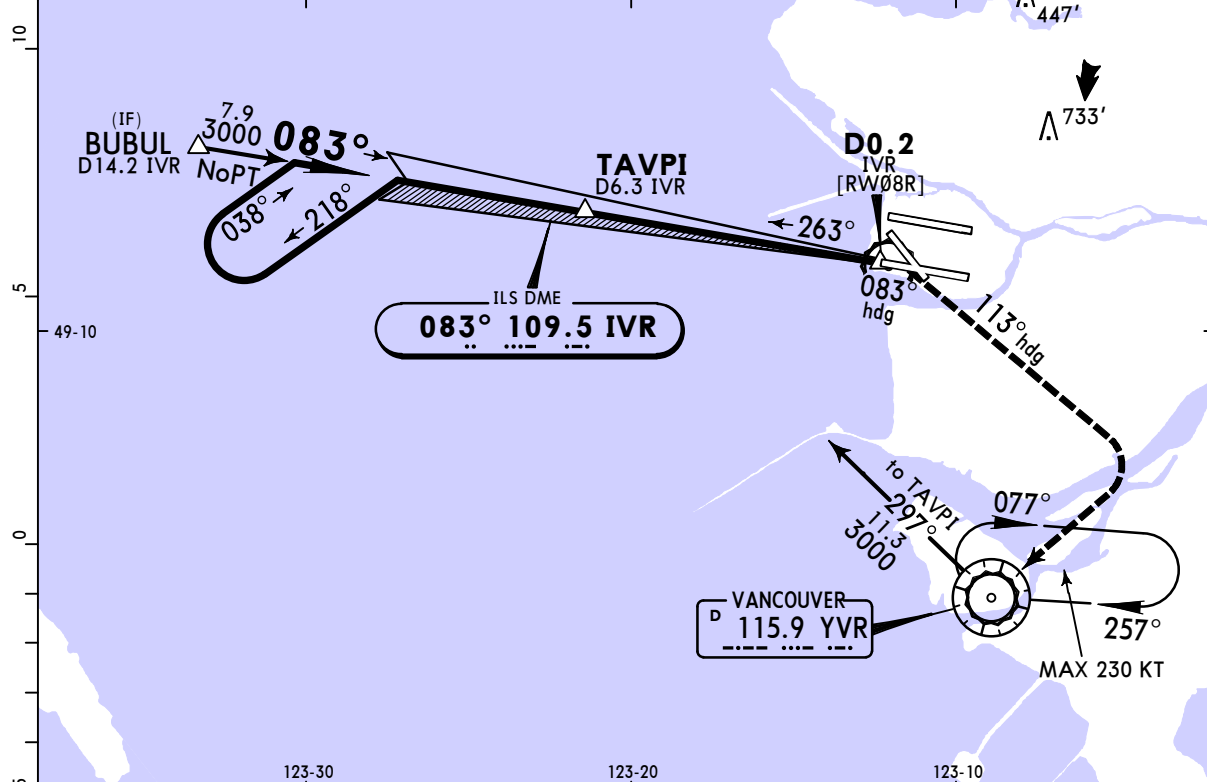 10
447'
733'
(IF)
BUBUL
D14.2 IVR
7.9
3000
NoPT
083°
038°
218°
TAVPI
D6.3 IVR
D0.2
IVR
[RWØ8R]
263°
ILS DME
083° 109.5 IVR
083°
hdg
113° hdg
5
49-10
to TAVPI
297°
11.3
3000
077°
257°
MAX 230 KT
VANCOUVER
D
115.9 YVR
0
123-30
123-20
123-10